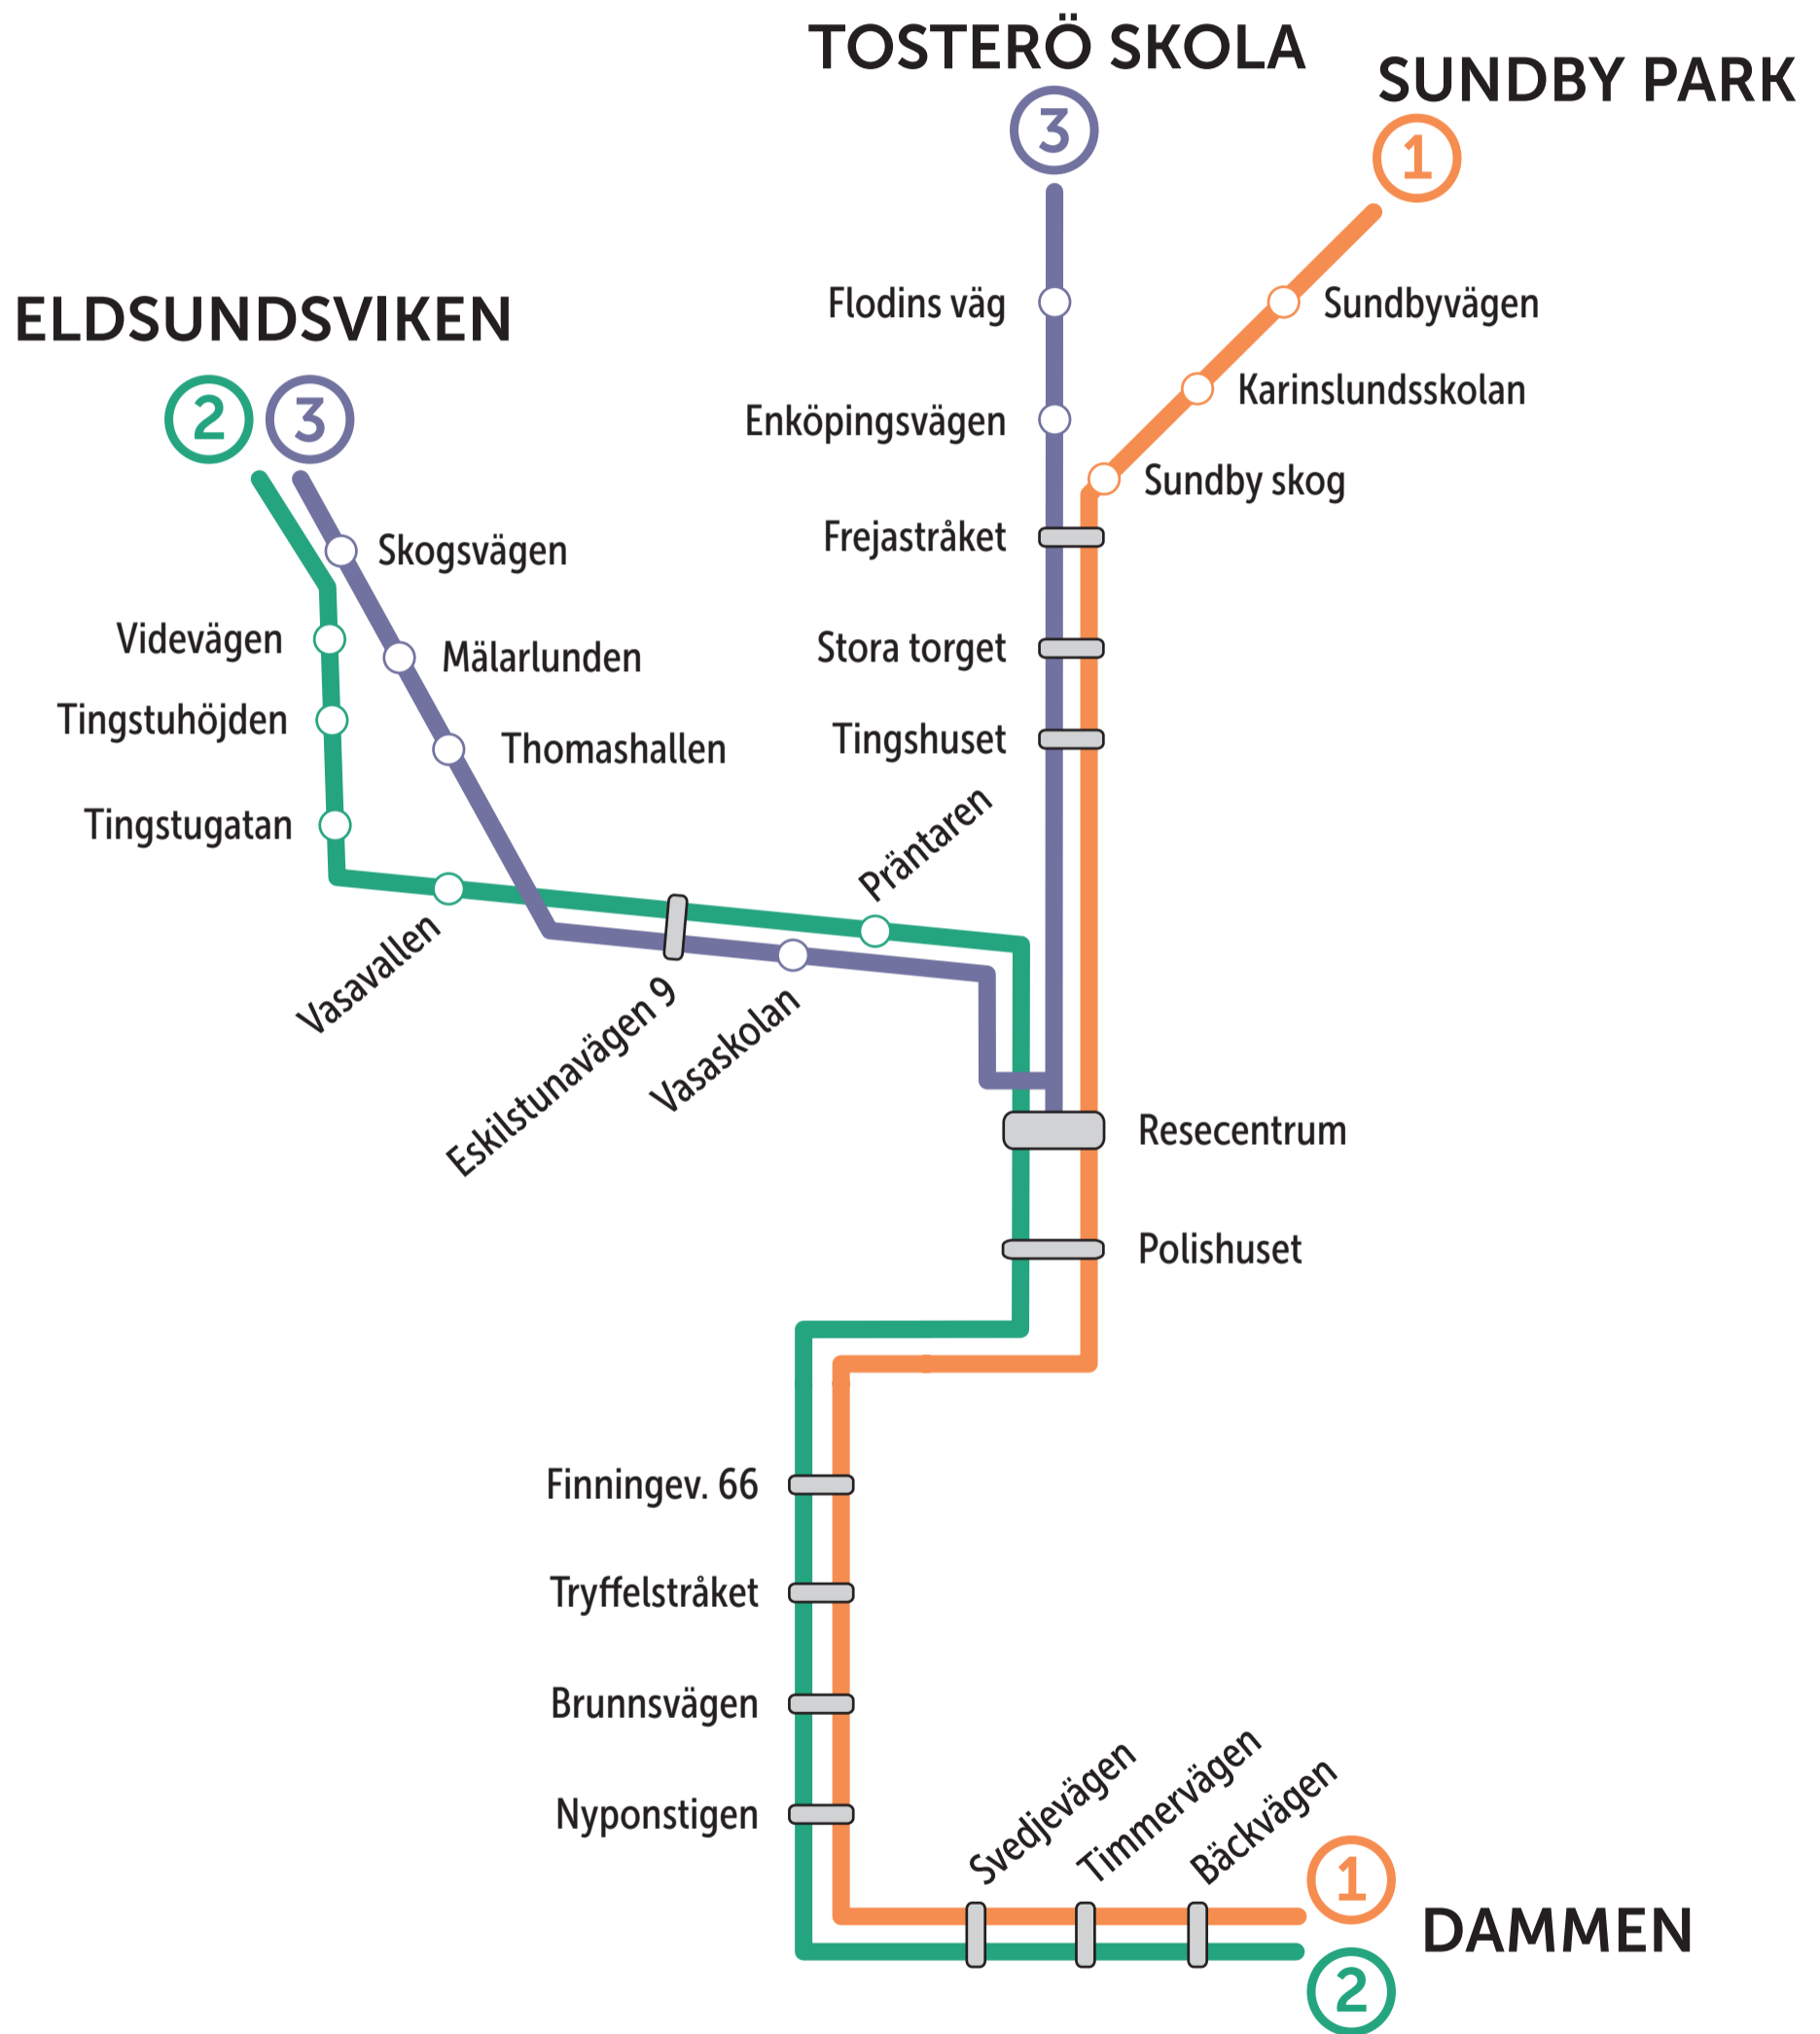 TOSTERÖ SKOLA
SUNDBY PARK
3
1
ELDSUNDSVIKEN
2
3
Flodins väg
Sundbyvägen
Enköpingsvägen
Karinslundsskolan
Sundby skog
Frejastråket
Skogsvägen
Videvägen
Mälarlunden
Stora torget
Tingstuhöjden
Thomashallen
Tingshuset
Tingstugatan
Präntaren
Vasavallen
Eskilstunavägen 9
Vasaskolan
Resecentrum
Polishuset
Finningev. 66
Tryffelstråket
Brunnsvägen
Nyponstigen
Svedjevägen
Timmervägen
Bäckvägen
1
DAMMEN
2